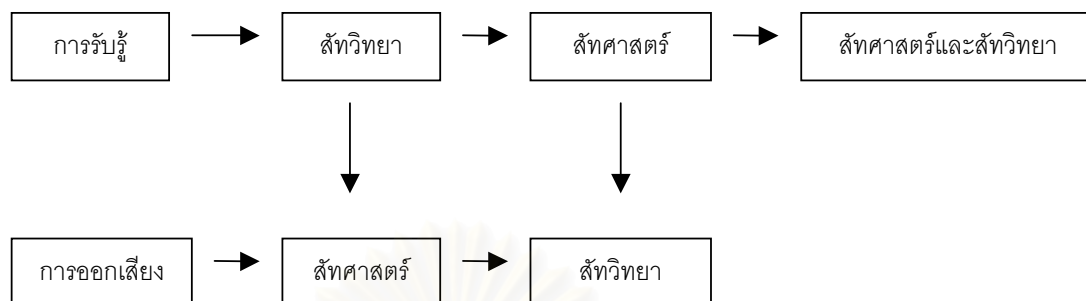 การรับรู้
สัทวิทยา
สัทศาสตร์
สัทศาสตร์และสัทวิทยา
การออกเสียง
สัทศาสตร์
สัทวิทยา